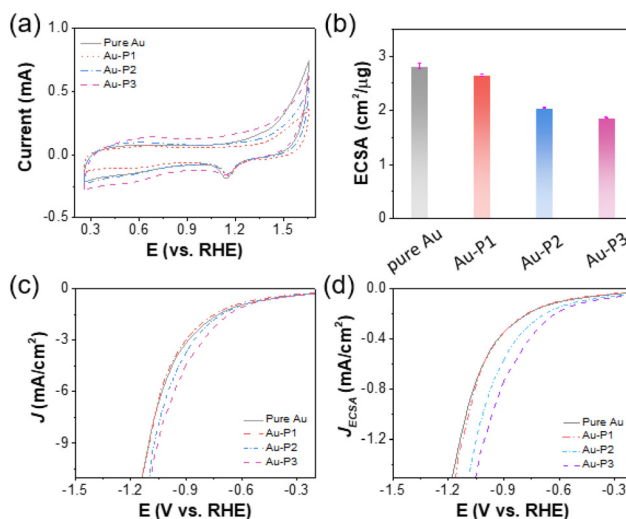 (a)
Pure Au
Au-P1
Au-P2
Au-P3
1.0
0.5
0.0
-0.5
Current (mA)
0.3
0.7
1.1
1.5
E (vs. RHE)
(b)
4
3
2
1
0
ECSA (cm²/μg)
pure Au
Au-P1
Au-P2
Au-P3
(c)
0
-3
-6
-9
J (mA/cm²)
Pure Au
Au-P1
Au-P2
Au-P3
-1.5
-1.2
-0.9
-0.6
-0.3
E (V vs. RHE)
(d)
0.0
-0.4
-0.8
-1.2
J_ECSA (mA/cm²)
Pure Au
Au-P1
Au-P2
Au-P3
-1.5
-1.2
-0.9
-0.6
-0.3
E (V vs. RHE)